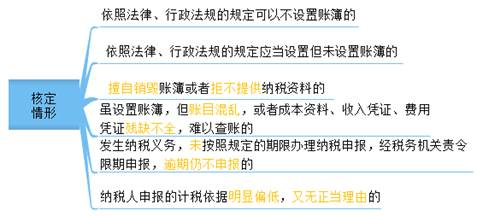 依照法律、行政法规的规定可以不设置账簿的
依照法律、行政法规的规定应当设置但未设置账簿的
擅自销毁账簿或者拒不提供纳税资料的
核定
情形
虽设置账簿，但账目混乱，或者成本资料、收入凭证、费用
凭证残缺不全，难以查账的
发生纳税义务，未按照规定的期限办理纳税申报，经税务机关责令
限期申报，逾期仍不申报的
纳税人申报的计税依据明显偏低，又无正当理由的